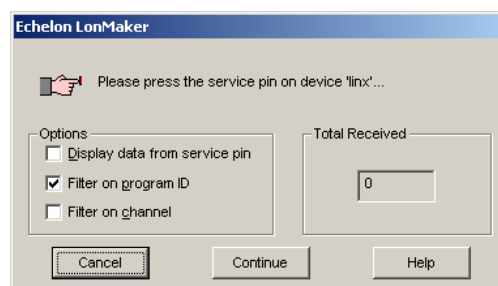 Echelon LonMaker
Please press the service pin on device 'linx'...
Options
Display data from service pin
Filter on program ID
Filter on channel
Total Received
0
Cancel
Continue
Help